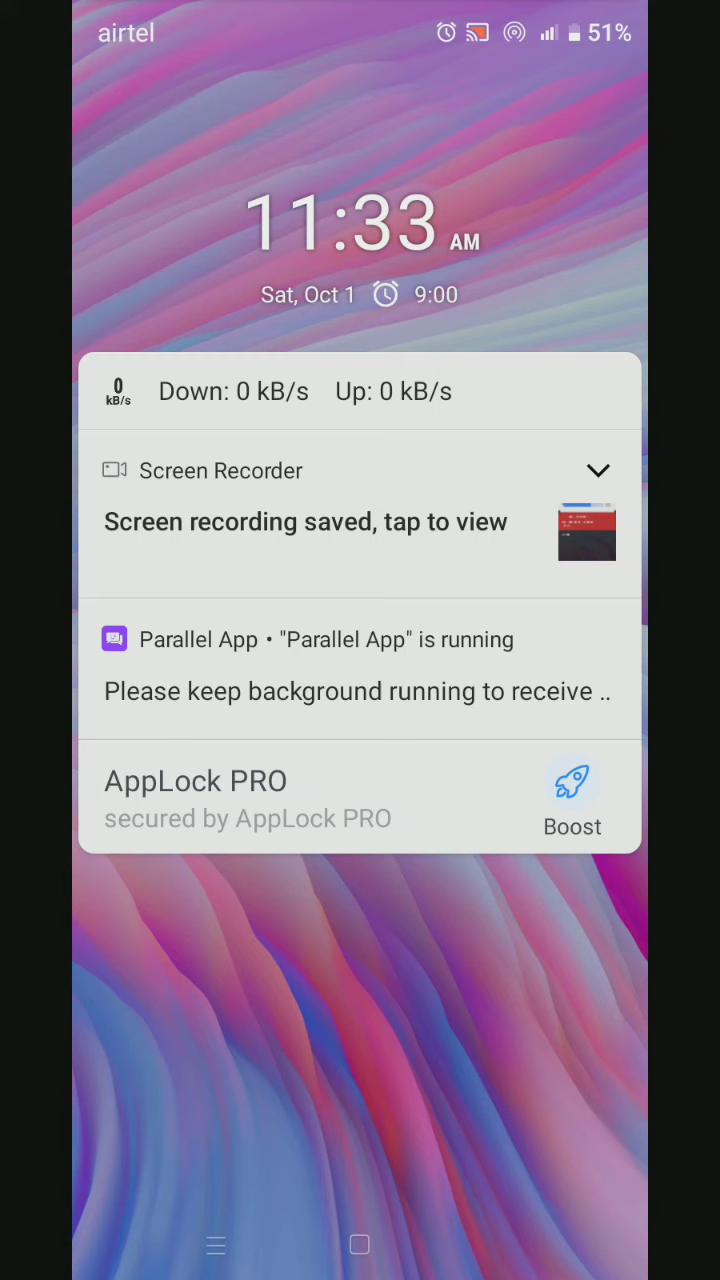 airtel
51%
11:33 AM
Sat, Oct 1 9:00
0 kB/s Down: 0 kB/s Up: 0 kB/s
Screen Recorder
Screen recording saved, tap to view
Parallel App • "Parallel App" is running
Please keep background running to receive ..
AppLock PRO
secured by AppLock PRO
Boost